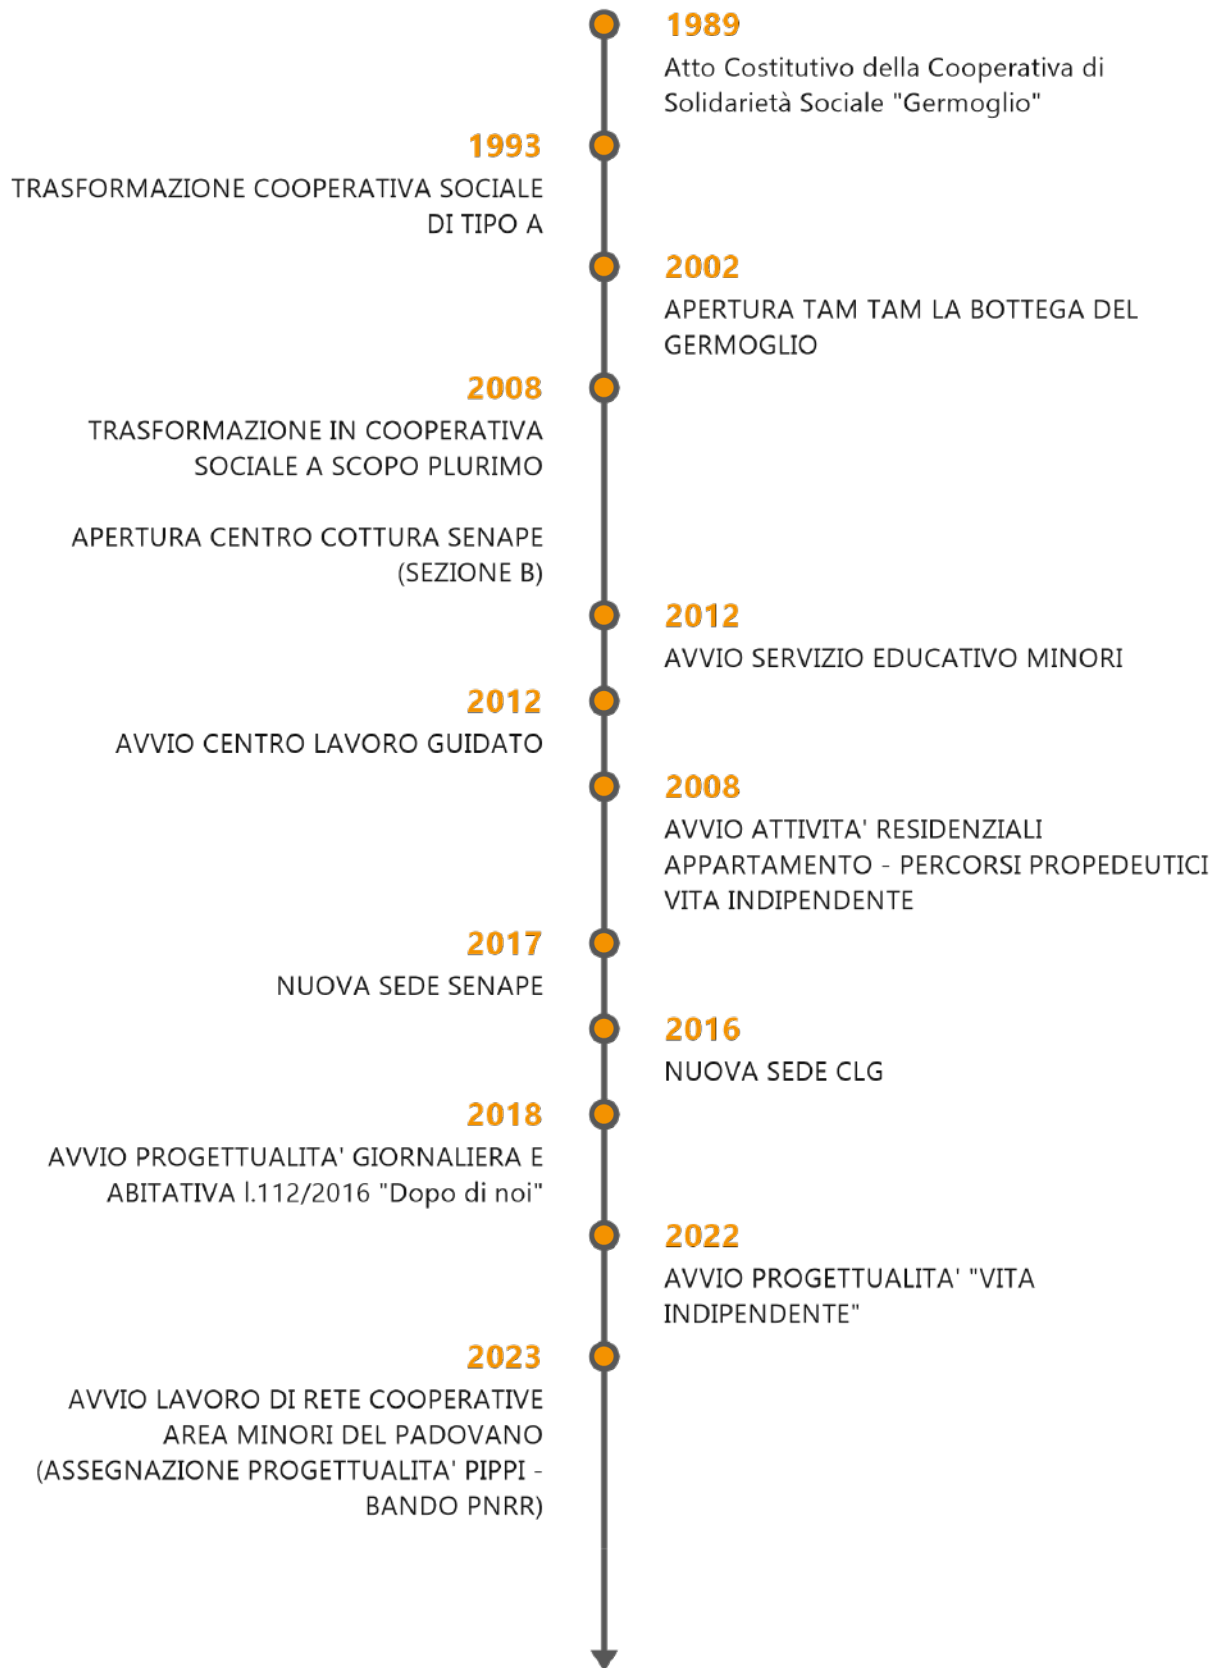 1989
Atto Costitutivo della Cooperativa di
Solidarietà Sociale "Germoglio"
1993
TRASFORMAZIONE COOPERATIVA SOCIALE
DI TIPO A
2002
APERTURA TAM TAM LA BOTTEGA DEL
GERMOGLIO
2008
TRASFORMAZIONE IN COOPERATIVA
SOCIALE A SCOPO PLURIMO
APERTURA CENTRO COTTURA SENAPE
(SEZIONE B)
2012
AVVIO SERVIZIO EDUCATIVO MINORI
2012
AVVIO CENTRO LAVORO GUIDATO
2008
AVVIO ATTIVITA' RESIDENZIALI
APPARTAMENTO - PERCORSI PROPEDEUTICI
VITA INDIPENDENTE
2017
NUOVA SEDE SENAPE
2016
NUOVA SEDE CLG
2018
AVVIO PROGETTUALITA' GIORNALIERA E
ABITATIVA l.112/2016 "Dopo di noi"
2022
AVVIO PROGETTUALITA' "VITA
INDIPENDENTE"
2023
AVVIO LAVORO DI RETE COOPERATIVE
AREA MINORI DEL PADOVANO
(ASSEGNAZIONE PROGETTUALITA' PIPPI -
BANDO PNRR)